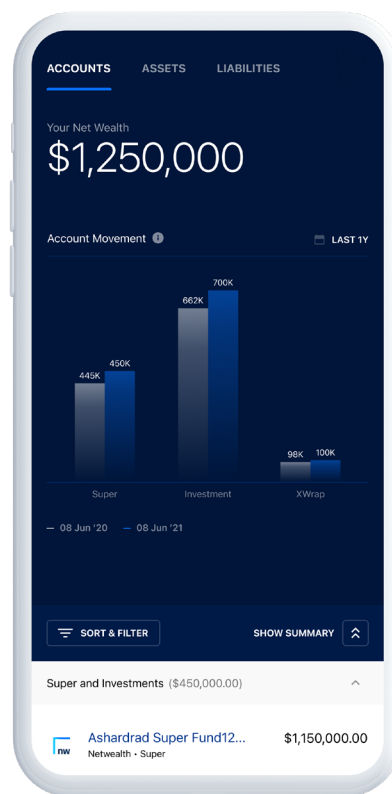 ACCOUNTS ASSETS LIABILITIES
Your Net Wealth
$1,250,000
Account Movement i LAST 1Y
700K
662K
450K
445K
98K 100K
Super Investment XWrap
08 Jun '20 08 Jun '21
SORT & FILTER SHOW SUMMARY
Super and Investments ($450,000.00)
Ashardrad Super Fund12... $1,150,000.00
nw Netwealth • Super